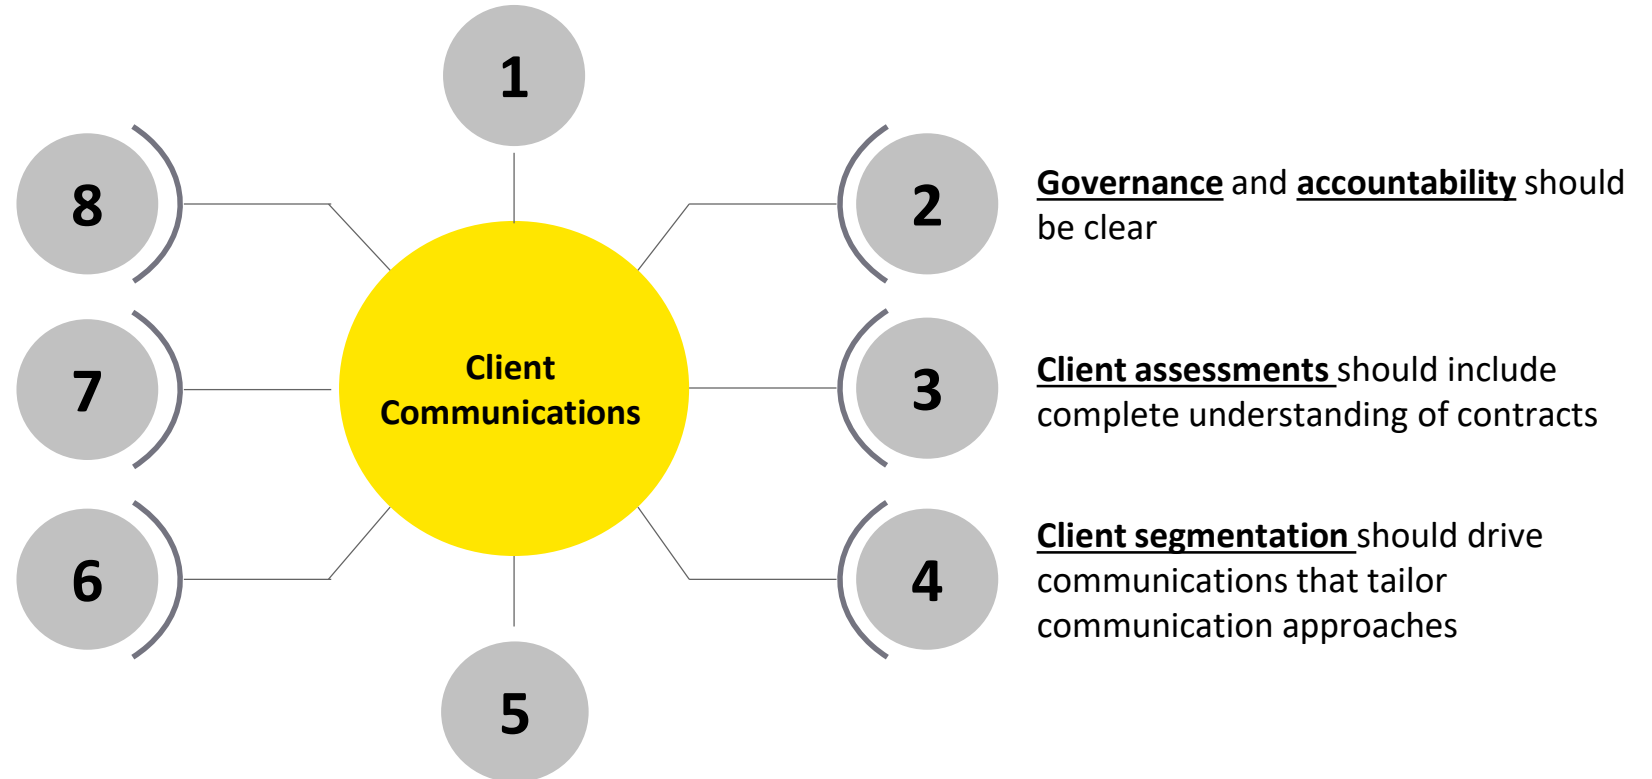 1
8
2
Governance and accountability should
be clear
7
Client
Communications
3
Client assessments should include
complete understanding of contracts
6
4
Client segmentation should drive
communications that tailor
communication approaches
5